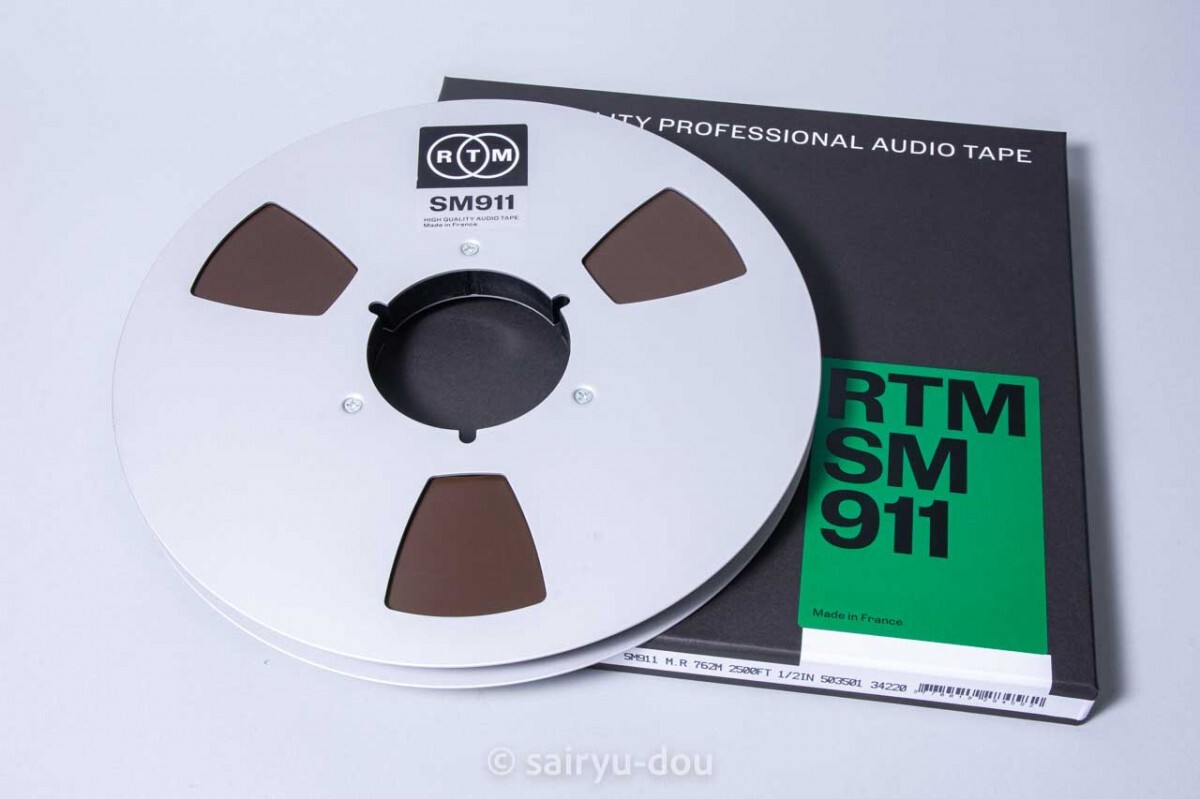 RTM
SM911
HIGH QUALITY AUDIO TAPE
Made in France
PROFESSIONAL AUDIO TAPE
RTM
SM
911
Made in France
SM911 M.R 762M 2500FT 1/2IN 503501 34220
© sairyu-dou